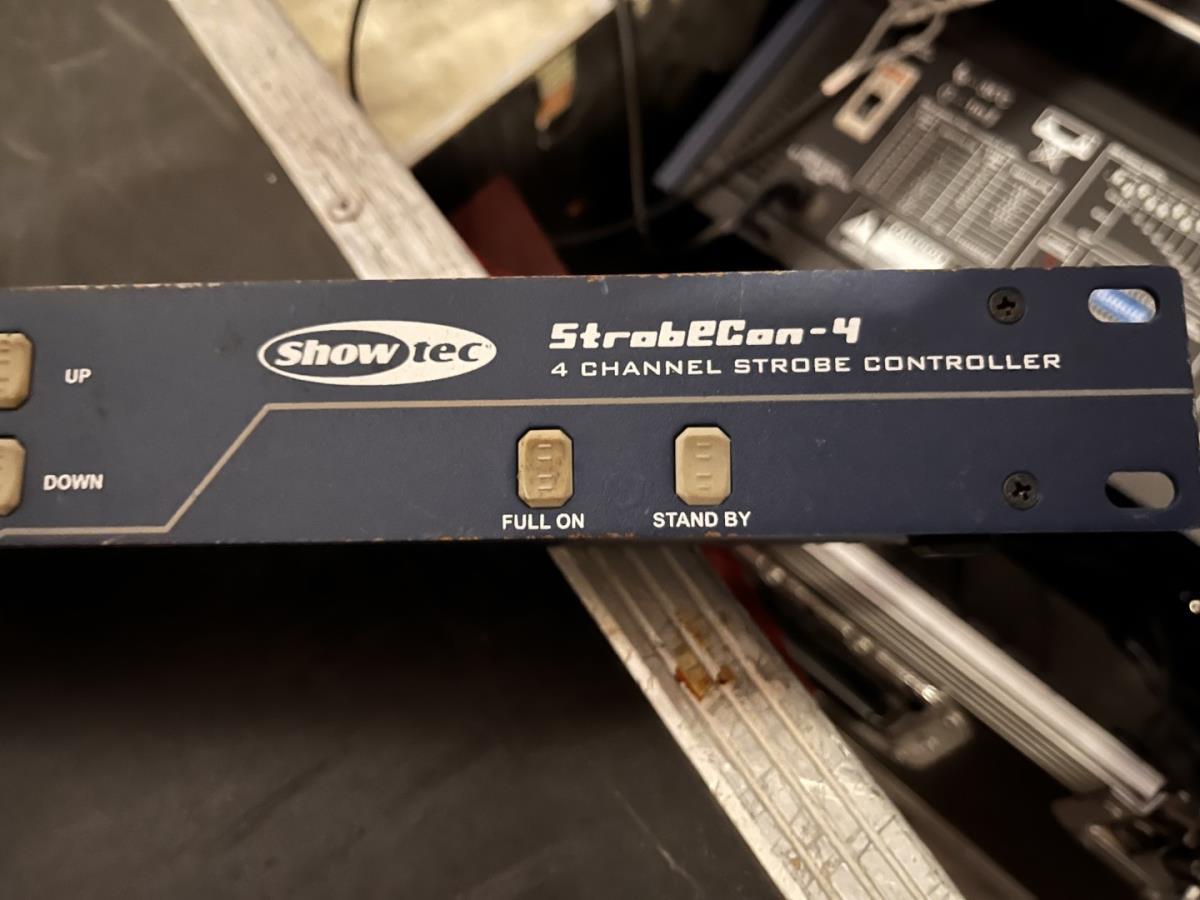 UP
DOWN
Showtec
StrobeCon-4
4 CHANNEL STROBE CONTROLLER
FULL ON
STAND BY